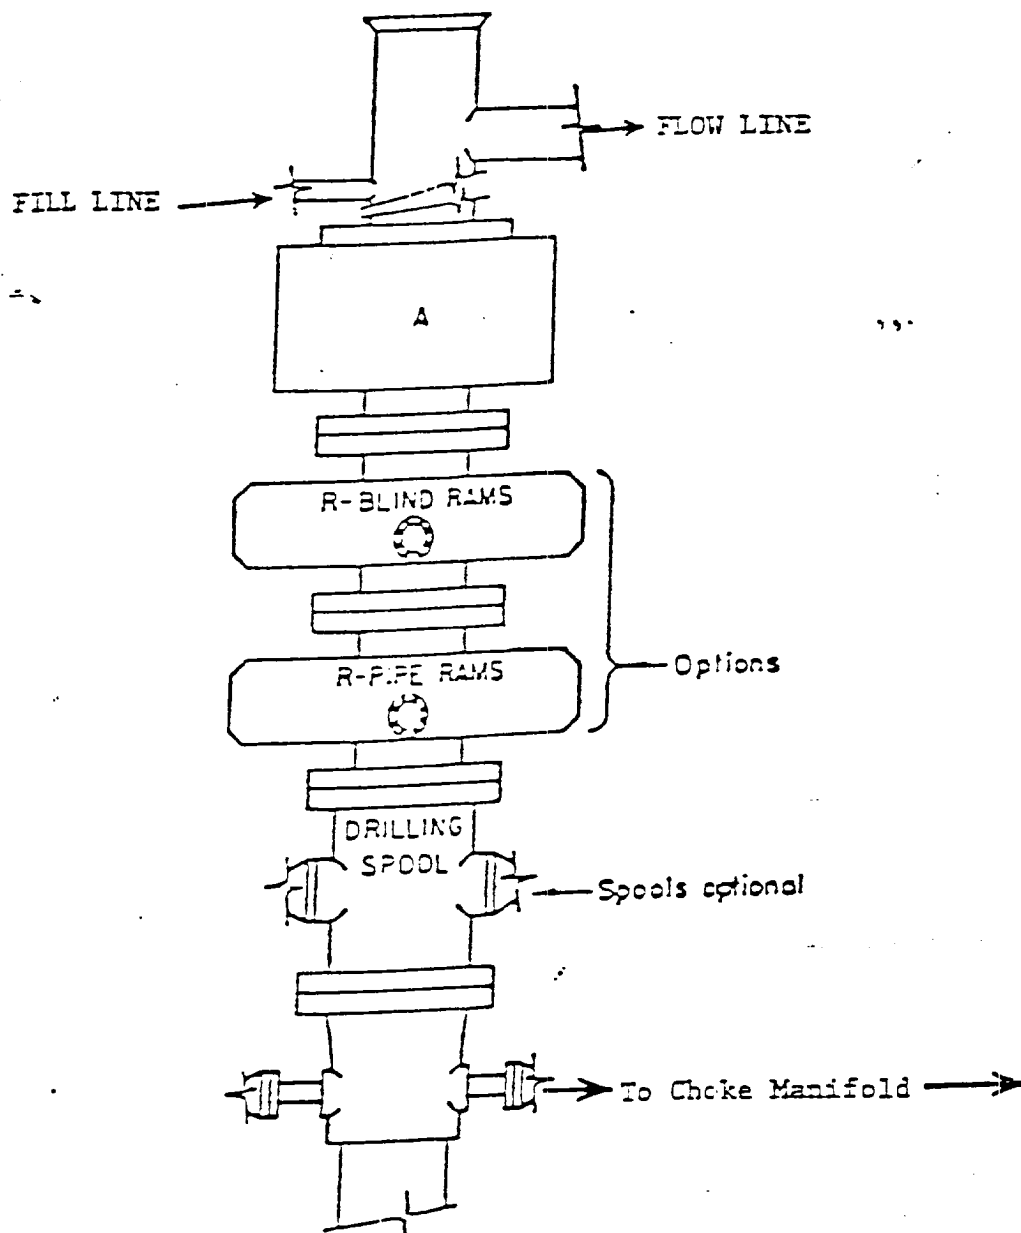 FLOW LINE
FILL LINE
A
R-BLIND RAMS
R-PIPE RAMS
Options
DRILLING
SPOOL
Spools optional
To Choke Manifold